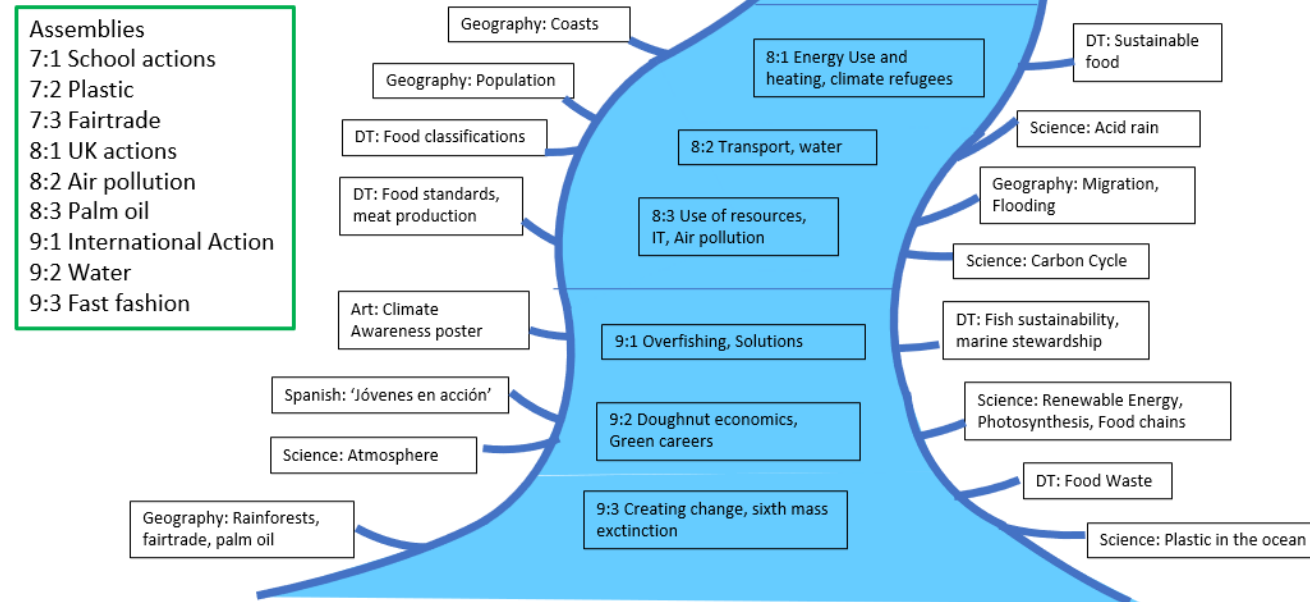 Assemblies
7:1 School actions
7:2 Plastic
7:3 Fairtrade
8:1 UK actions
8:2 Air pollution
8:3 Palm oil
9:1 International Action
9:2 Water
9:3 Fast fashion
Geography: Coasts
Geography: Population
DT: Food classifications
DT: Food standards,
meat production
Art: Climate
Awareness poster
Spanish: ‘Jóvenes en acción’
Science: Atmosphere
Geography: Rainforests,
fairtrade, palm oil
8:1 Energy Use and
heating, climate refugees
8:2 Transport, water
8:3 Use of resources,
IT, Air pollution
9:1 Overfishing, Solutions
9:2 Doughnut economics,
Green careers
9:3 Creating change, sixth mass
exctinction
DT: Sustainable
food
Science: Acid rain
Geography: Migration,
Flooding
Science: Carbon Cycle
DT: Fish sustainability,
marine stewardship
Science: Renewable Energy,
Photosynthesis, Food chains
DT: Food Waste
Science: Plastic in the ocean